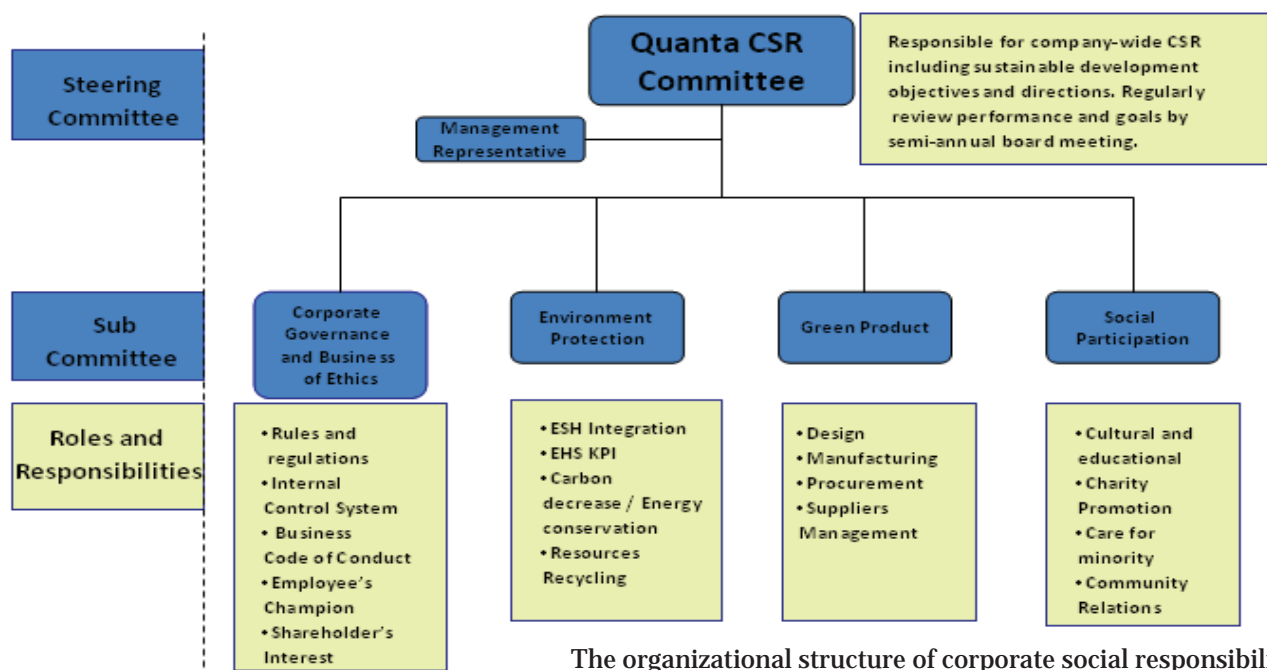 Steering
Committee
Quanta CSR
Committee
Responsible for company-wide CSR
including sustainable development
objectives and directions. Regularly
review performance and goals by
semi-annual board meeting.
Management
Representative
Sub
Committee
Corporate
Governance
and Business
of Ethics
Environment
Protection
Green Product
Social
Participation
Roles and
Responsibilities
• Rules and
regulations
• Internal
Control System
• Business
Code of Conduct
• Employee's
Champion
• Shareholder's
Interest
• ESH Integration
• EHS KPI
• Carbon
decrease / Energy
conservation
• Resources
Recycling
• Design
• Manufacturing
• Procurement
• Suppliers
Management
• Cultural and
educational
• Charity
Promotion
• Care for
minority
• Community
Relations
The organizational structure of corporate social